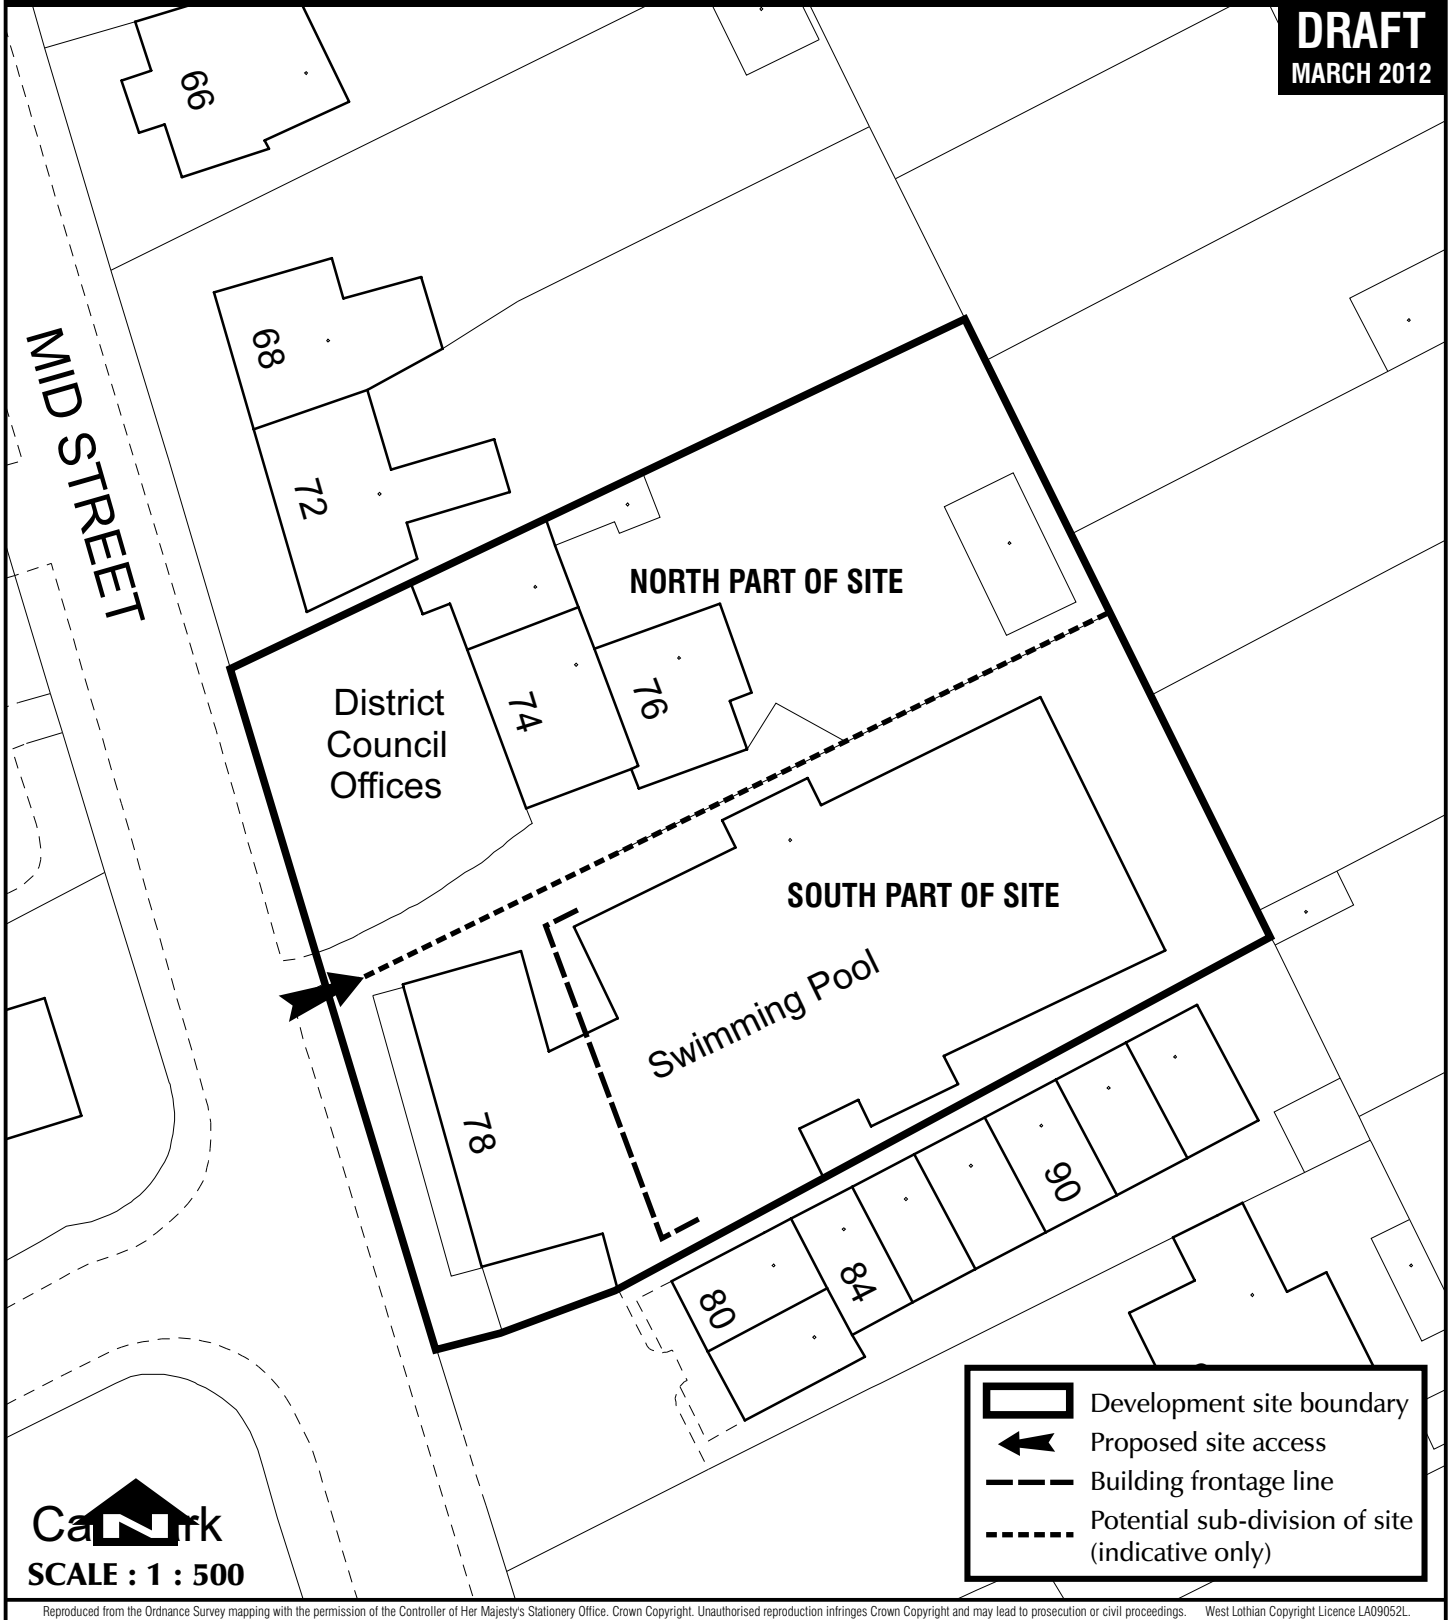 DRAFT
MARCH 2012
66
68
MID STREET
72
NORTH PART OF SITE
District
Council
Offices
74
76
SOUTH PART OF SITE
Swimming Pool
78
90
84
80
Development site boundary
Proposed site access
Building frontage line
Potential sub-division of site
(indicative only)
N
SCALE : 1 : 500
Reproduced from the Ordnance Survey mapping with the permission of the Controller of Her Majesty's Stationery Office. Crown Copyright. Unauthorised reproduction infringes Crown Copyright and may lead to prosecution or civil proceedings. West Lothian Copyright Licence LA09052L.